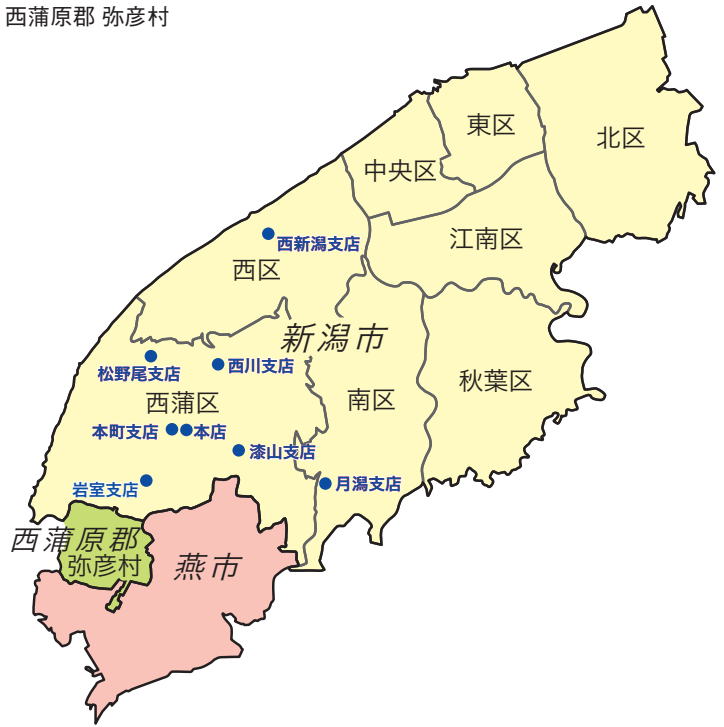 西蒲原郡 弥彦村
東区
北区
中央区
江南区
西新潟支店
西区
新潟市
西川支店
松野尾支店
秋葉区
南区
西蒲区
本町支店
本店
漆山支店
月潟支店
岩室支店
西蒲原郡
弥彦村
燕市